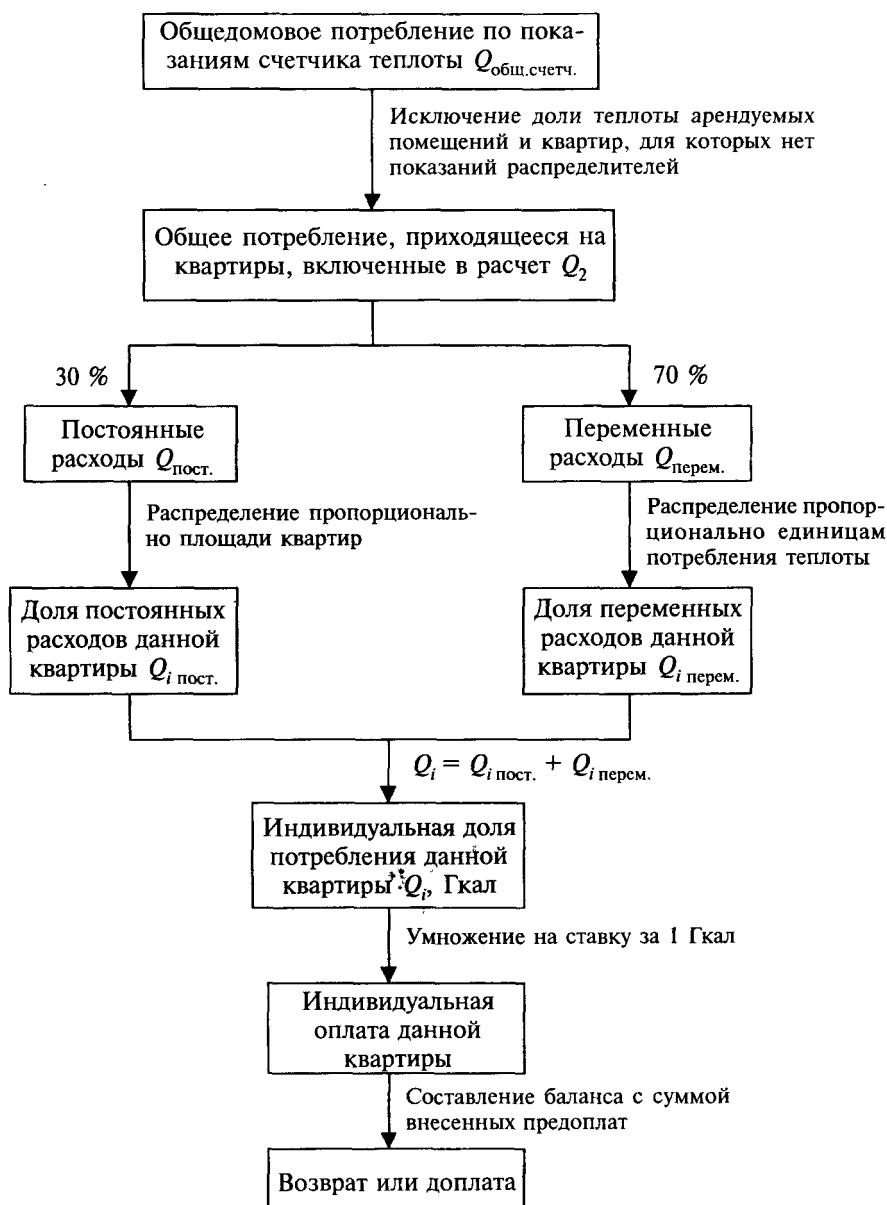 Общедомовое потребление по пока-
заниям счетчика теплоты Qобщ.счетч.
Исключение доли теплоты арендуемых
помещений и квартир, для которых нет
показаний распределителей
Общее потребление, приходящееся на
квартиры, включенные в расчет Q2
30 %
70 %
Постоянные
расходы Qпост.
Переменные
расходы Qперем.
Распределение пропорциональ-
но площади квартир
Распределение пропор-
ционально единицам
потребления теплоты
Доля постоянных
расходов данной
квартиры Qi пост.
Доля переменных
расходов данной
квартиры Qi перем.
Qi = Qi пост. + Qi перем.
Индивидуальная доля
потребления данной
квартиры Qi, Гкал
Умножение на ставку за 1 Гкал
Индивидуальная
оплата данной
квартиры
Составление баланса с суммой
внесенных предоплат
Возврат или доплата